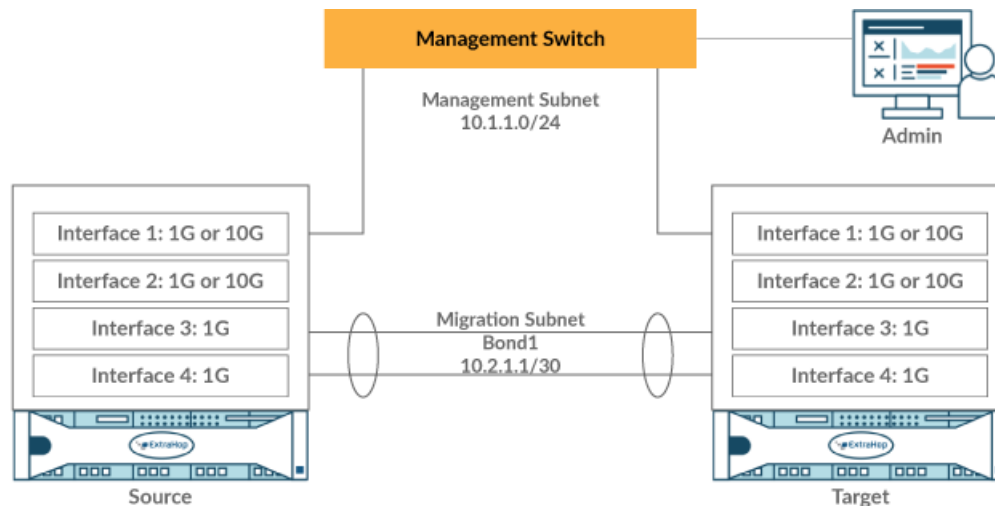 Management Switch
Management Subnet
10.1.1.0/24
Admin
Interface 1: 1G or 10G
Interface 2: 1G or 10G
Interface 3: 1G
Interface 4: 1G
Migration Subnet
Bond1
10.2.1.1/30
Interface 1: 1G or 10G
Interface 2: 1G or 10G
Interface 3: 1G
Interface 4: 1G
ExtraHop
ExtraHop
Source
Target